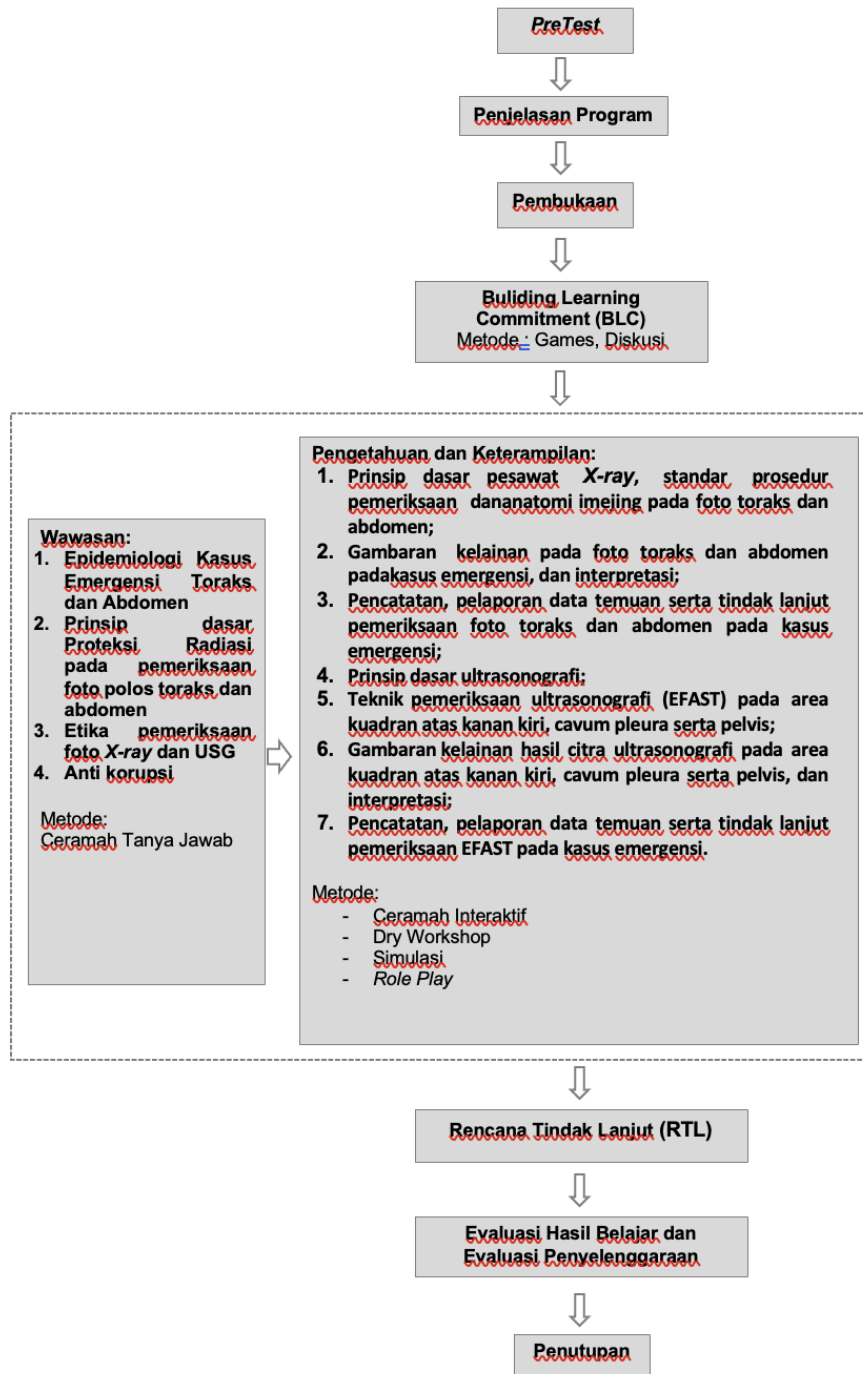 PreTest
Penjelasan Program
Pembukaan
Buliding Learning
Commitment (BLC)
Metode : Games, Diskusi
Wawasan:
1. Epidemiologi Kasus
Emergensi Toraks
dan Abdomen
2. Prinsip dasar
Proteksi Radiasi
pada pemeriksaan
foto polos toraks dan
abdomen
3. Etika pemeriksaan
foto X-ray dan USG
4. Anti korupsi
Metode:
Ceramah Tanya Jawab
Pengetahuan dan Keterampilan:
1. Prinsip dasar pesawat X-ray, standar prosedur
pemeriksaan dananatomi imejing pada foto toraks dan
abdomen;
2. Gambaran kelainan pada foto toraks dan abdomen
padakasus emergensi, dan interpretasi;
3. Pencatatan, pelaporan data temuan serta tindak lanjut
pemeriksaan foto toraks dan abdomen pada kasus
emergensi;
4. Prinsip dasar ultrasonografi;
5. Teknik pemeriksaan ultrasonografi (EFAST) pada area
kuadran atas kanan kiri, cavum pleura serta pelvis;
6. Gambaran kelainan hasil citra ultrasonografi pada area
kuadran atas kanan kiri, cavum pleura serta pelvis, dan
interpretasi;
7. Pencatatan, pelaporan data temuan serta tindak lanjut
pemeriksaan EFAST pada kasus emergensi.
Metode:
- Ceramah Interaktif
- Dry Workshop
- Simulasi
- Role Play
Rencana Tindak Lanjut (RTL)
Evaluasi Hasil Belajar dan
Evaluasi Penyelenggaraan
Penutupan